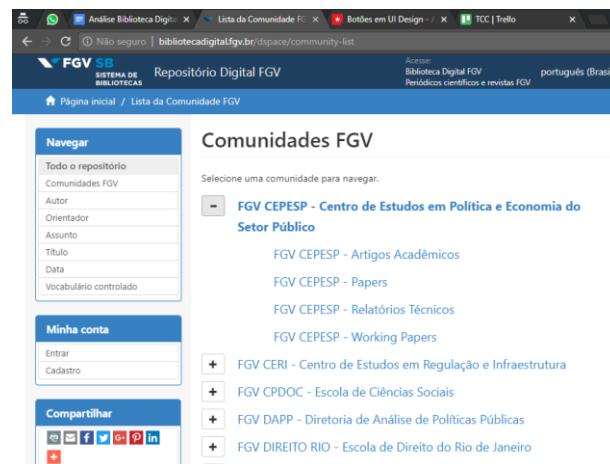 Análise Biblioteca Digita
Lista da Comunidade FG
Botões em UI Design - /
TCC | Trello
Não seguro | bibliotecadigital.fgv.br/dspace/community-list
FGV SB
SISTEMA DE
BIBLIOTECAS
Repositório Digital FGV
Acesse:
Biblioteca Digital FGV
Periódicos científicos e revistas FGV
português (Brasi
Página inicial / Lista da Comunidade FGV
Navegar
Todo o repositório
Comunidades FGV
Autor
Orientador
Assunto
Título
Data
Vocabulário controlado
Minha conta
Entrar
Cadastro
Compartilhar
Comunidades FGV
Selecione uma comunidade para navegar.
FGV CEPESP - Centro de Estudos em Política e Economia do
Setor Público
FGV CEPESP - Artigos Acadêmicos
FGV CEPESP - Papers
FGV CEPESP - Relatórios Técnicos
FGV CEPESP - Working Papers
FGV CERI - Centro de Estudos em Regulação e Infraestrutura
FGV CPDOC - Escola de Ciências Sociais
FGV DAPP - Diretoria de Análise de Políticas Públicas
FGV DIREITO RIO - Escola de Direito do Rio de Janeiro